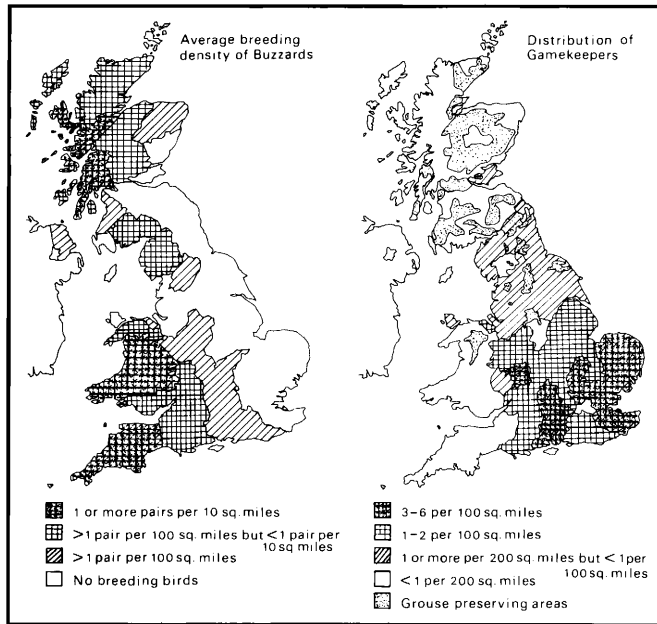 Average breeding
density of Buzzards
1 or more pairs per 10 sq. miles
>1 pair per 100 sq. miles but <1 pair per
10 sq miles
>1 pair per 100 sq. miles
No breeding birds
Distribution of
Gamekeepers
3-6 per 100 sq. miles
1-2 per 100 sq. miles
1 or more per 200 sq. miles but <1 per
100 sq. miles
<1 per 200 sq. miles
Grouse preserving areas